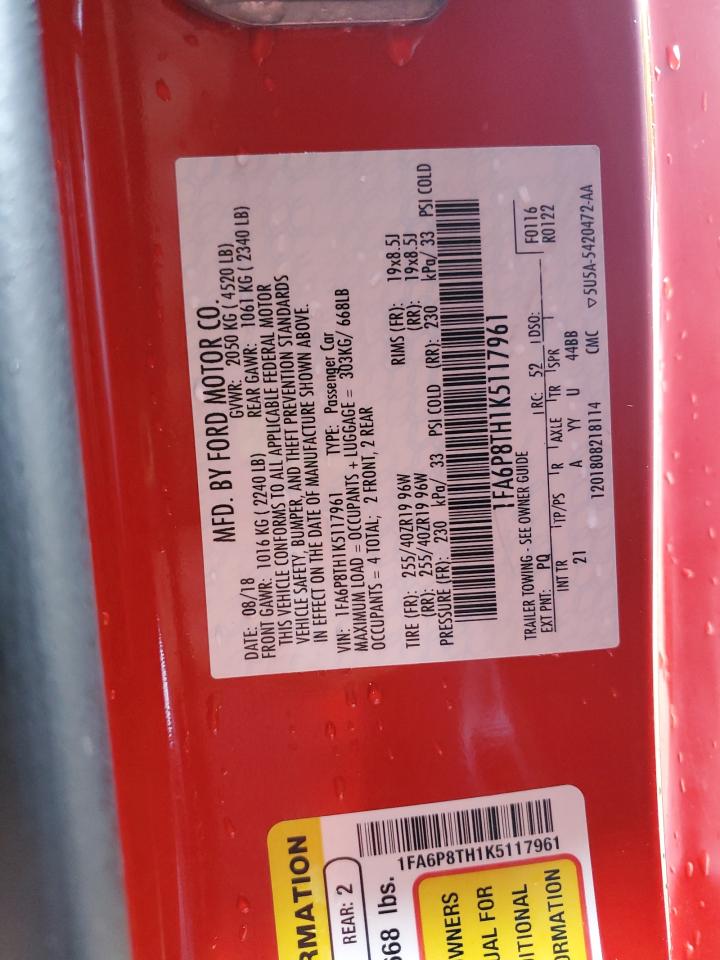 MFD. BY FORD MOTOR CO.
DATE: 08/18 GVWR: 2050 KG ( 4520 LB)
FRONT GAWR: 1016 KG ( 2240 LB) REAR GAWR: 1061 KG ( 2340 LB)
THIS VEHICLE CONFORMS TO ALL APPLICABLE FEDERAL MOTOR
VEHICLE SAFETY, BUMPER, AND THEFT PREVENTION STANDARDS
IN EFFECT ON THE DATE OF MANUFACTURE SHOWN ABOVE.
VIN: 1FA6P8TH1K5117961 TYPE: Passenger Car
MAXIMUM LOAD = OCCUPANTS + LUGGAGE = 303KG/ 668LB
OCCUPANTS = 4 TOTAL; 2 FRONT, 2 REAR
TIRE (FR): 255/40ZR19 96W RIMS (FR): 19x8.5J
(RR): 255/40ZR19 96W (RR): 19x8.5J
PRESSURE (FR): 230 kPa/ 33 PSI COLD (RR): 230 kPa/ 33 PSI COLD
1FA6P8TH1K5117961
TRAILER TOWING - SEE OWNER GUIDE F0116
EXT PNT: PQ RC: 52 DSO: R0122
INT TR TP/PS R AXLE TR SPR
21 A YY U 44BB
1201808218114 CMC ▽5U5A-5420472-AA
RMATION
REAR: 2
668 lbs.
1FA6P8TH1K5117961
WNERS
UAL FOR
DITIONAL
ORMATION